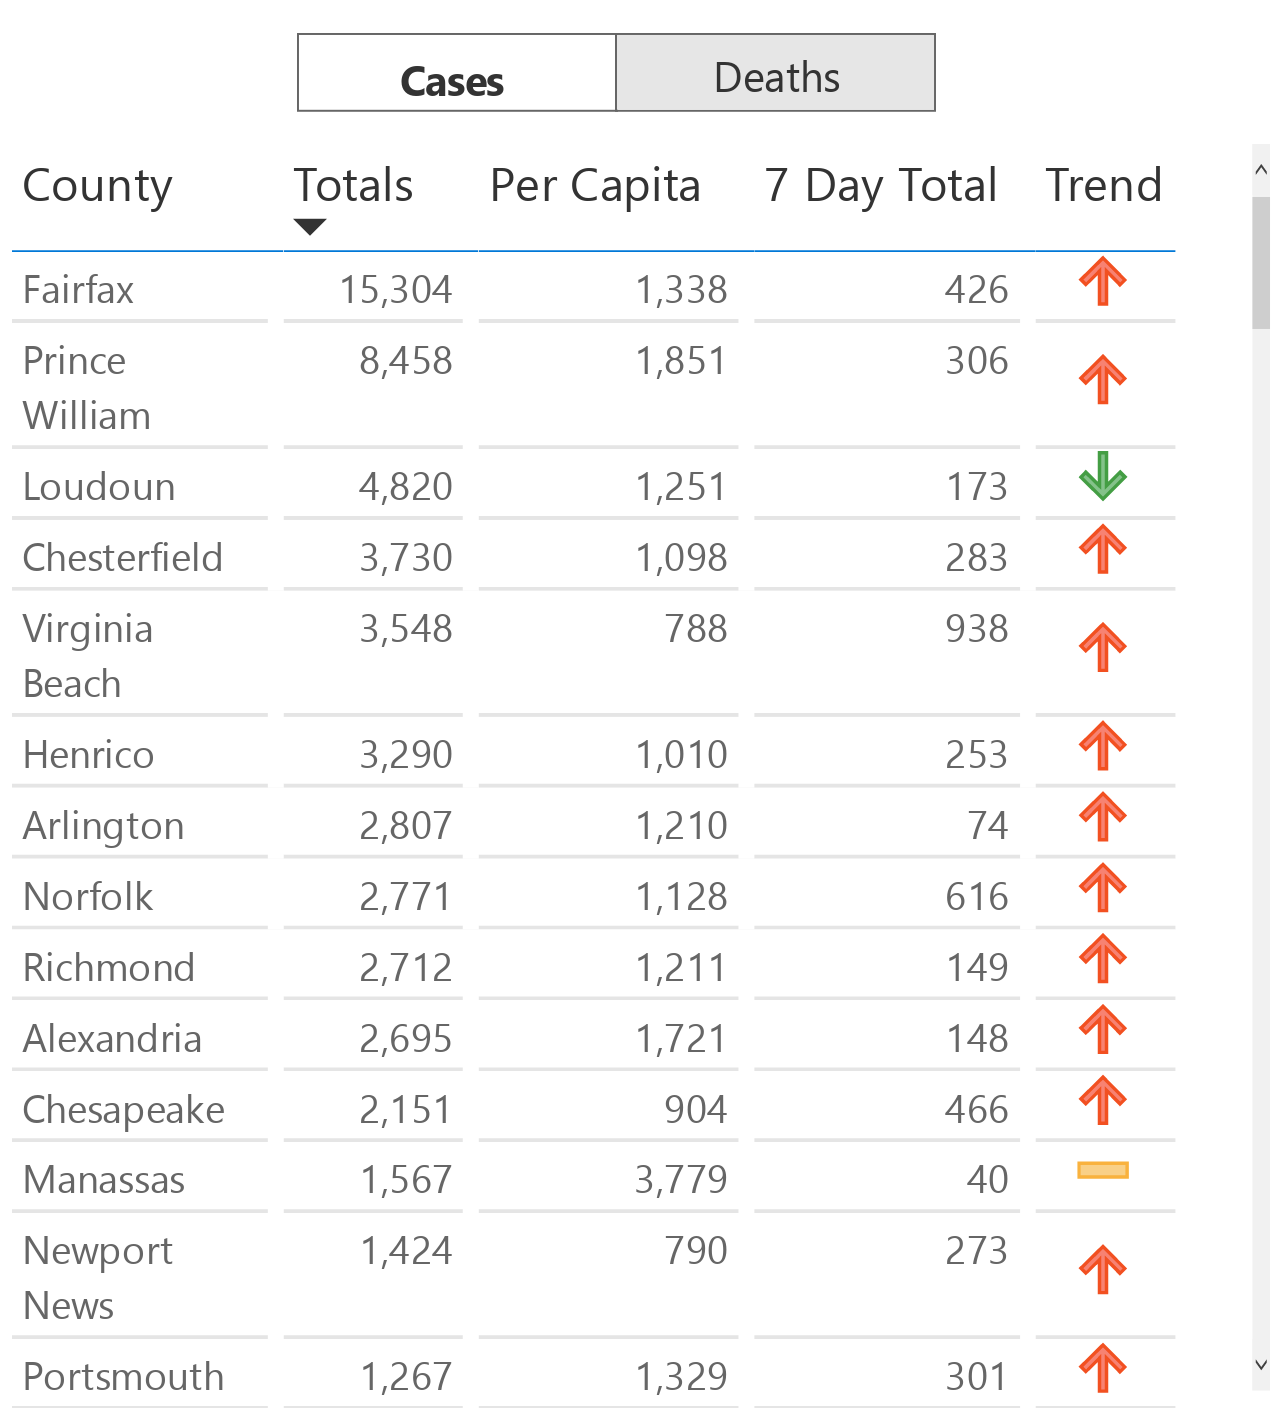 Cases Deaths
County Totals Per Capita 7 Day Total Trend
Fairfax 15,304 1,338 426
Prince 8,458 1,851 306
William
Loudoun 4,820 1,251 173
Chesterfield 3,730 1,098 283
Virginia 3,548 788 938
Beach
Henrico 3,290 1,010 253
Arlington 2,807 1,210 74
Norfolk 2,771 1,128 616
Richmond 2,712 1,211 149
Alexandria 2,695 1,721 148
Chesapeake 2,151 904 466
Manassas 1,567 3,779 40
Newport 1,424 790 273
News
Portsmouth 1,267 1,329 301